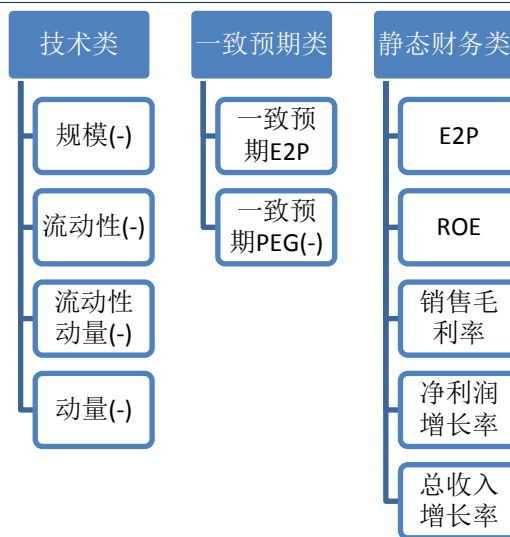 技术类
规模(-)
流动性(-)
流动性
动量(-)
动量(-)
一致预期类
一致预
期E2P
一致预
期PEG(-)
静态财务类
E2P
ROE
销售毛
利率
净利润
增长率
总收入
增长率